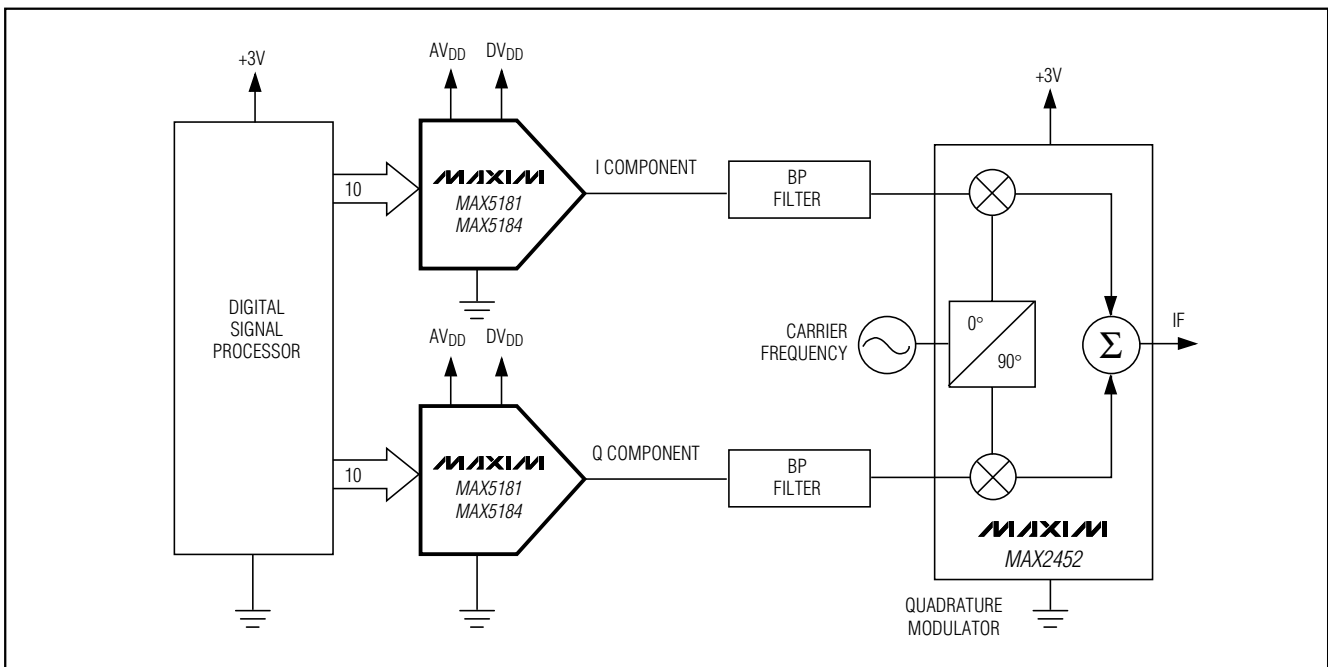 +3V
DIGITAL
SIGNAL
PROCESSOR
10
10
AVDD DVDD
MAXIM
MAX5181
MAX5184
I COMPONENT
BP
FILTER
AVDD DVDD
MAXIM
MAX5181
MAX5184
Q COMPONENT
BP
FILTER
CARRIER
FREQUENCY
+3V
0°
90°
Σ
IF
MAXIM
MAX2452
QUADRATURE
MODULATOR